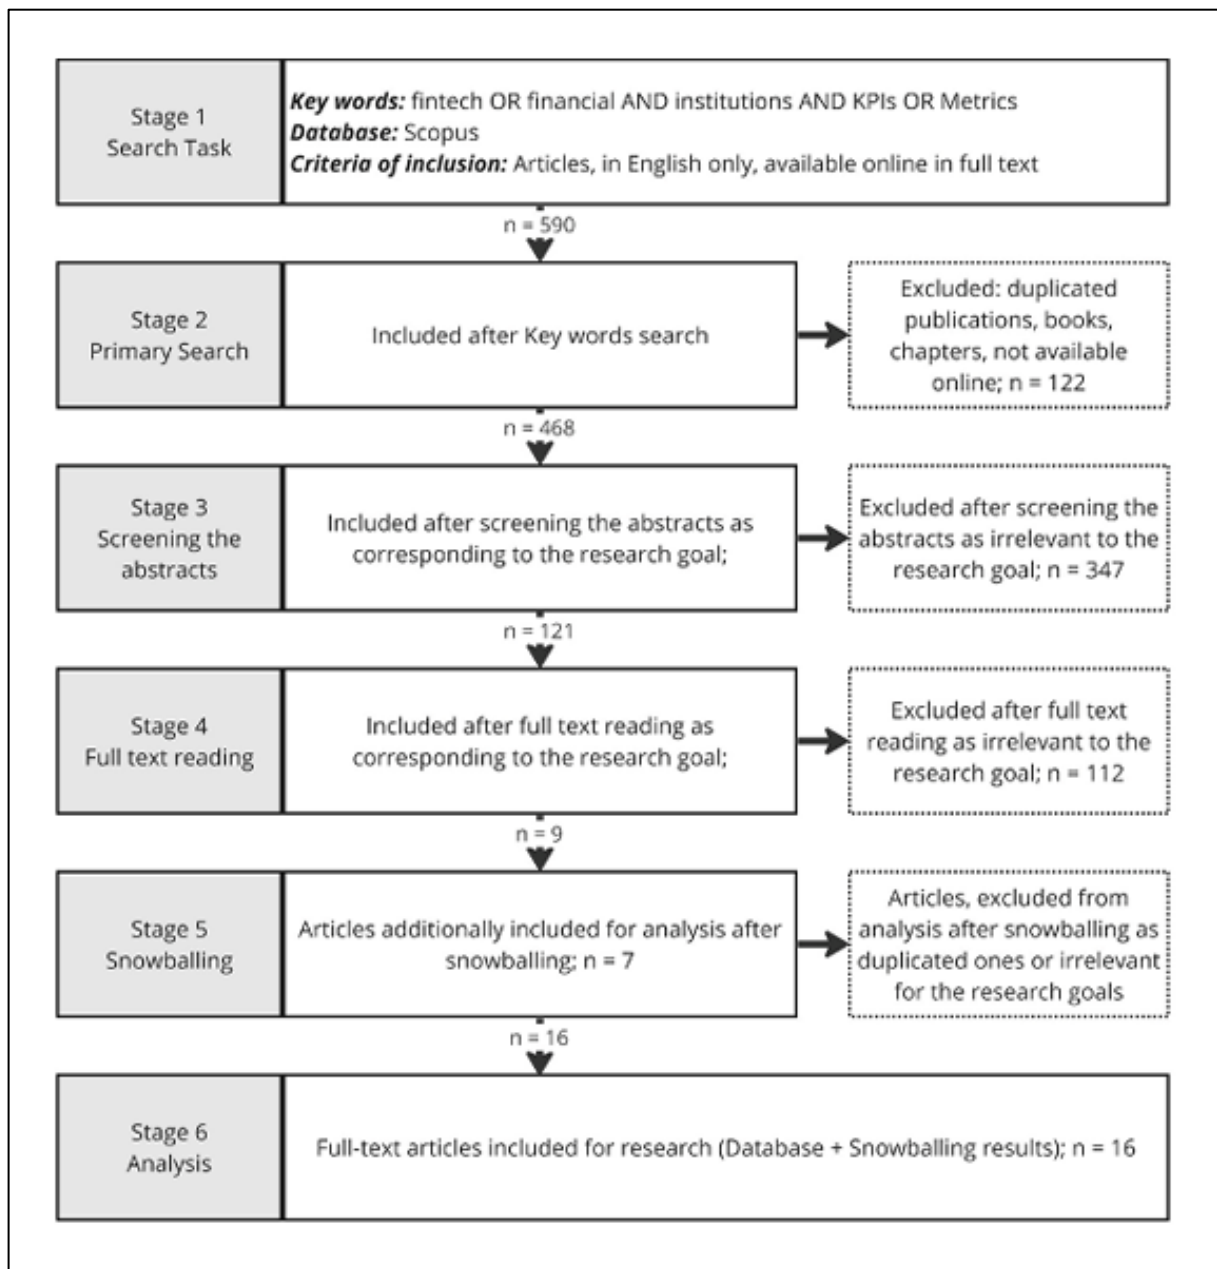 Stage 1
Search Task
Key words: fintech OR financial AND institutions AND KPIs OR Metrics
Database: Scopus
Criteria of inclusion: Articles, in English only, available online in full text
n = 590
Stage 2
Primary Search
Included after Key words search
Excluded: duplicated
publications, books,
chapters, not available
online; n = 122
n = 468
Stage 3
Screening the
abstracts
Included after screening the abstracts as
corresponding to the research goal;
Excluded after screening the
abstracts as irrelevant to the
research goal; n = 347
n = 121
Stage 4
Full text reading
Included after full text reading as
corresponding to the research goal;
Excluded after full text
reading as irrelevant to the
research goal; n = 112
n = 9
Stage 5
Snowballing
Articles additionally included for analysis after
snowballing; n = 7
Articles, excluded from
analysis after snowballing as
duplicated ones or irrelevant
for the research goals
n = 16
Stage 6
Analysis
Full-text articles included for research (Database + Snowballing results); n = 16